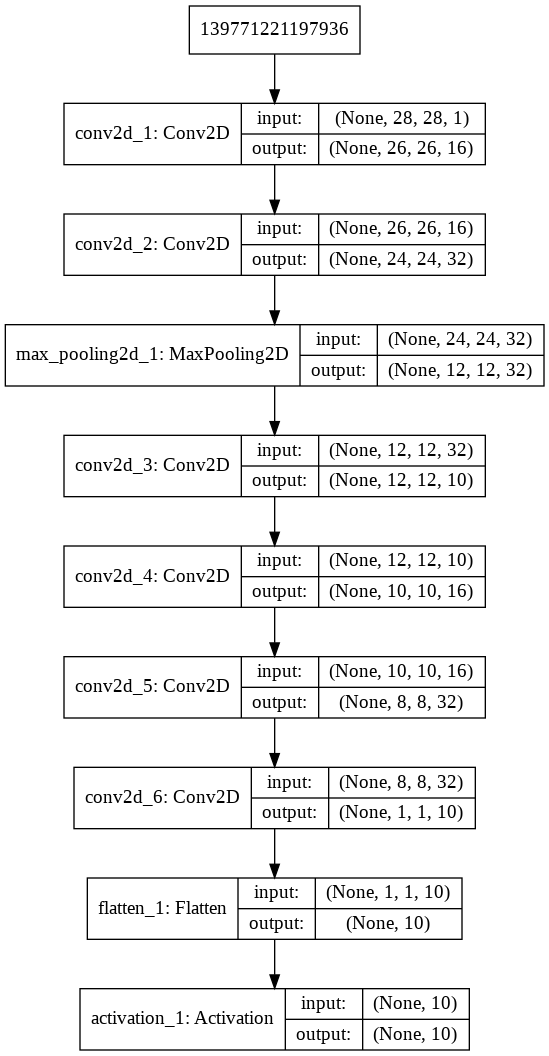 139771221197936
conv2d_1: Conv2D
input: (None, 28, 28, 1)
output: (None, 26, 26, 16)
conv2d_2: Conv2D
input: (None, 26, 26, 16)
output: (None, 24, 24, 32)
max_pooling2d_1: MaxPooling2D
input: (None, 24, 24, 32)
output: (None, 12, 12, 32)
conv2d_3: Conv2D
input: (None, 12, 12, 32)
output: (None, 12, 12, 10)
conv2d_4: Conv2D
input: (None, 12, 12, 10)
output: (None, 10, 10, 16)
conv2d_5: Conv2D
input: (None, 10, 10, 16)
output: (None, 8, 8, 32)
conv2d_6: Conv2D
input: (None, 8, 8, 32)
output: (None, 1, 1, 10)
flatten_1: Flatten
input: (None, 1, 1, 10)
output: (None, 10)
activation_1: Activation
input: (None, 10)
output: (None, 10)